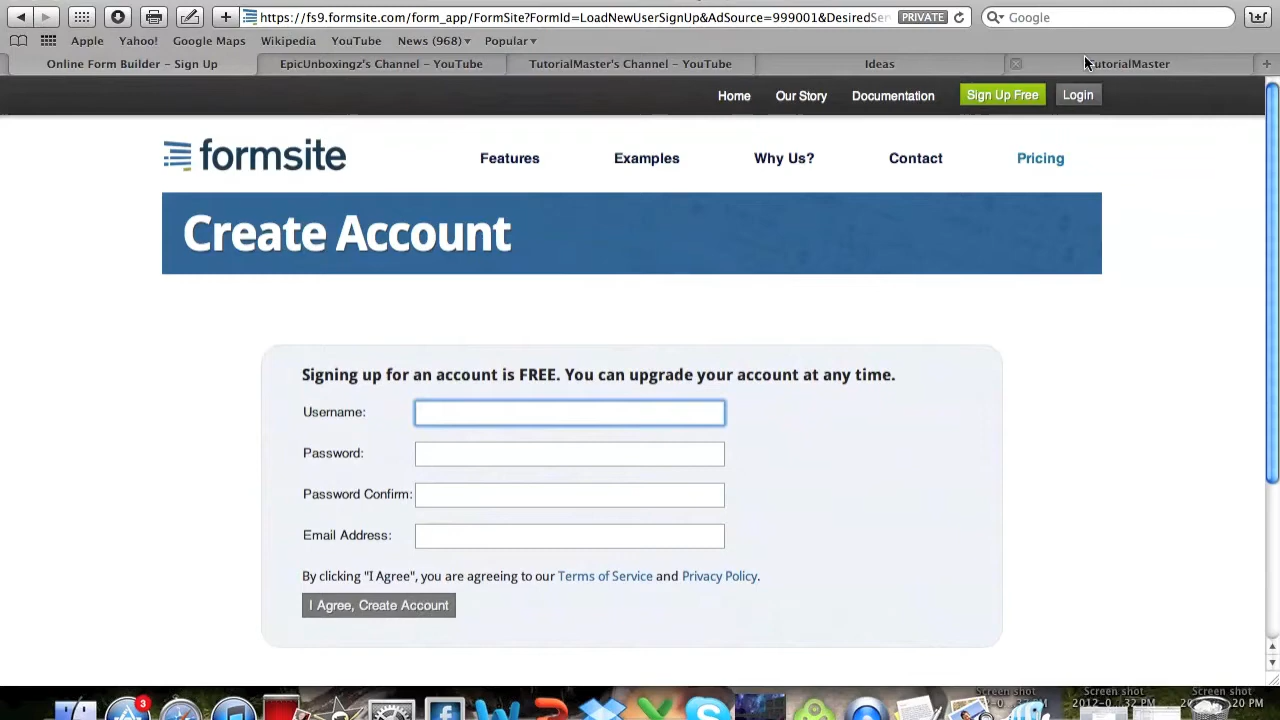 https://fs9.formsite.com/form_app/FormSite?FormId=LoadNewUserSignUp&AdSource=999001&DesiredSer PRIVATE Google
Apple Yahoo! Google Maps Wikipedia YouTube News (968) Popular
Online Form Builder – Sign Up EpicUnboxingz's Channel – YouTube TutorialMaster's Channel – YouTube Ideas TutorialMaster
Home Our Story Documentation Sign Up Free Login
formsite Features Examples Why Us? Contact Pricing
Create Account
Signing up for an account is FREE. You can upgrade your account at any time.
Username:
Password:
Password Confirm:
Email Address:
By clicking "I Agree", you are agreeing to our Terms of Service and Privacy Policy.
I Agree, Create Account
3
Screen shot Screen shot Screen shot